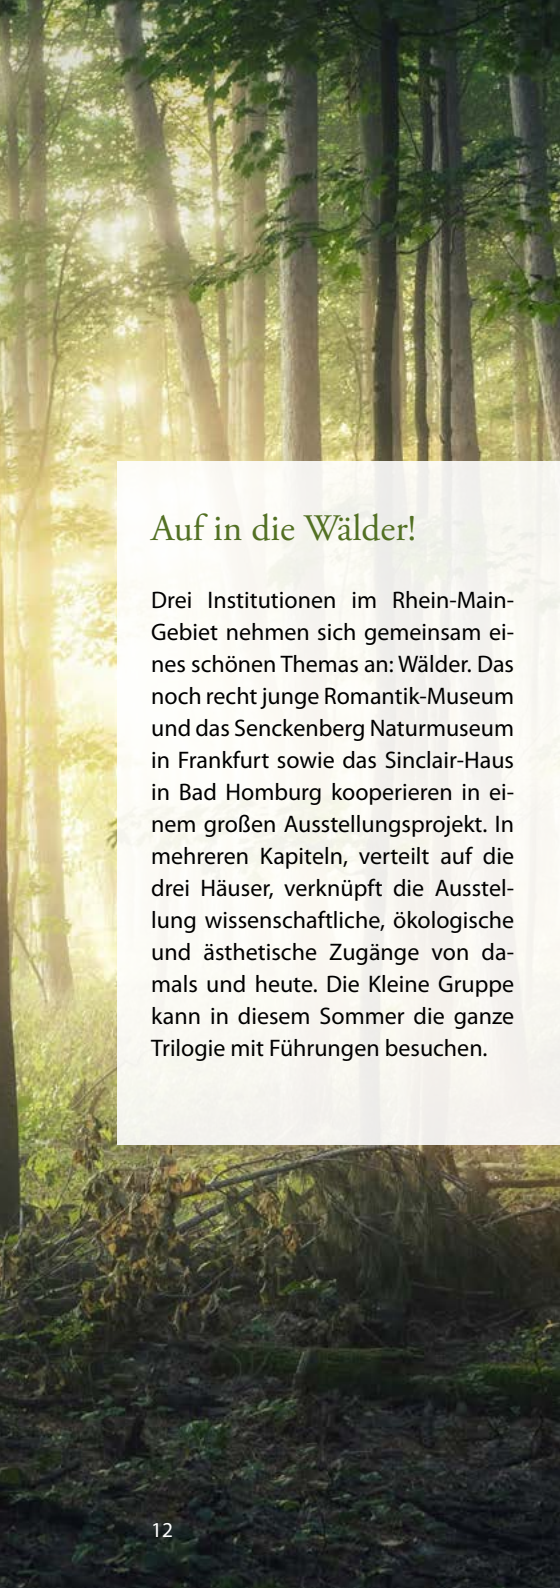 Auf in die Wälder!
Drei Institutionen im Rhein-Main-
Gebiet nehmen sich gemeinsam ei-
nes schönen Themas an: Wälder. Das
noch recht junge Romantik-Museum
und das Senckenberg Naturmuseum
in Frankfurt sowie das Sinclair-Haus
in Bad Homburg kooperieren in ei-
nem großen Ausstellungsprojekt. In
mehreren Kapiteln, verteilt auf die
drei Häuser, verknüpft die Ausstel-
lung wissenschaftliche, ökologische
und ästhetische Zugänge von da-
mals und heute. Die Kleine Gruppe
kann in diesem Sommer die ganze
Trilogie mit Führungen besuchen.
12